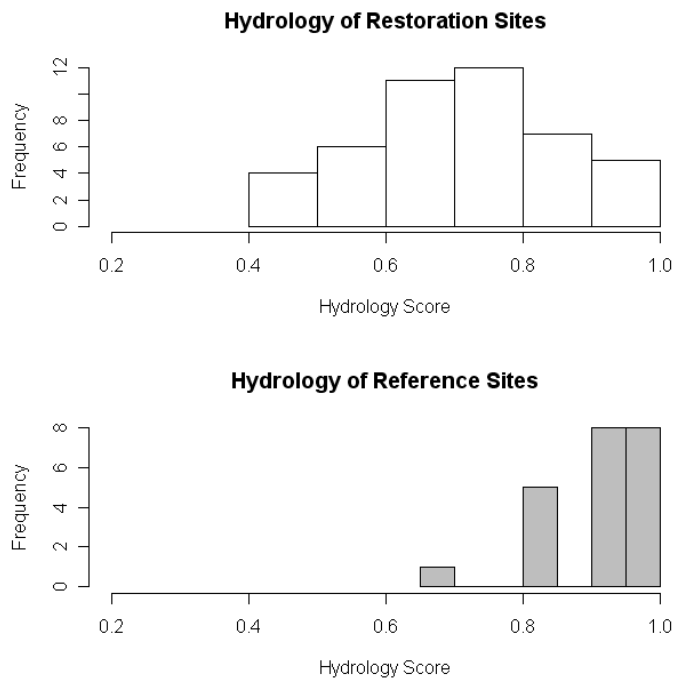 Hydrology of Restoration Sites
12
8
6
4
2
0
Frequency
0.2 0.4 0.6 0.8 1.0
Hydrology Score
Hydrology of Reference Sites
8
6
4
2
0
Frequency
0.2 0.4 0.6 0.8 1.0
Hydrology Score